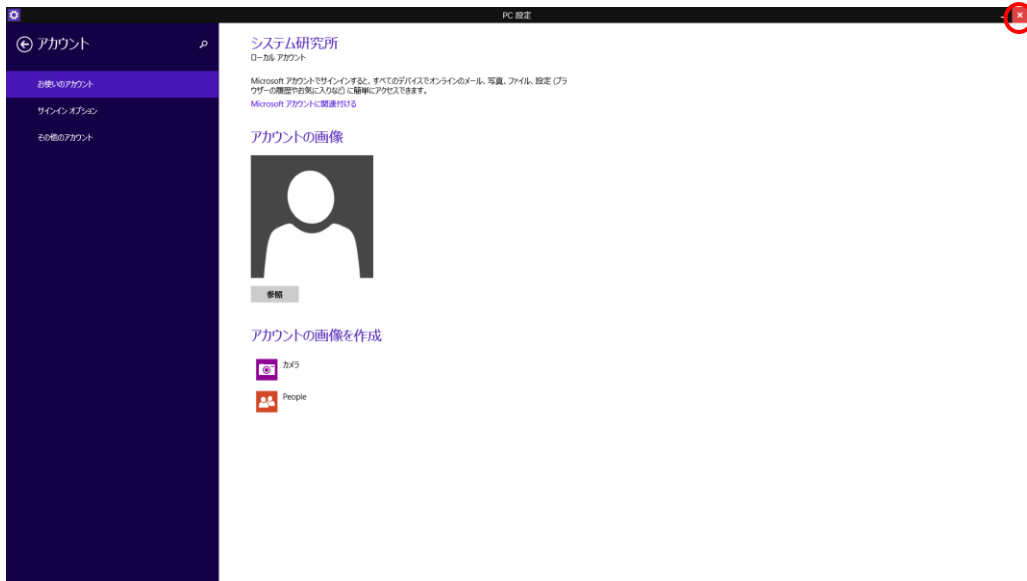 PC 設定
アカウント
お使いのアカウント
サインイン オプション
その他のアカウント
システム研究所
ローカル アカウント
Microsoft アカウントでサインインすると、すべてのデバイスでオンラインのメール、写真、ファイル、設定 (ブラ
ウザーの履歴やお気に入りなど) に簡単にアクセスできます。
Microsoft アカウントに関連付ける
アカウントの画像
参照
アカウントの画像を作成
カメラ
People